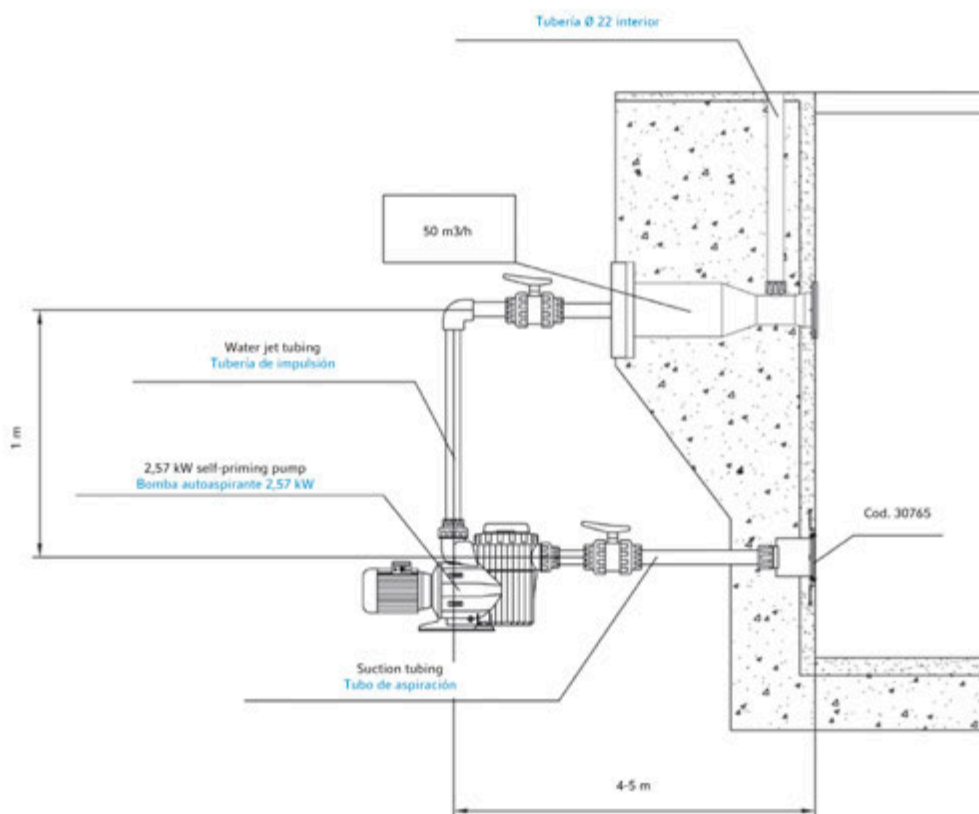 Tubería Ø 22 interior
50 m3/h
Water jet tubing
Tubería de impulsión
1 m
2,57 kW self-priming pump
Bomba autoaspirante 2,57 kW
Cod. 30765
Suction tubing
Tubo de aspiración
4-5 m